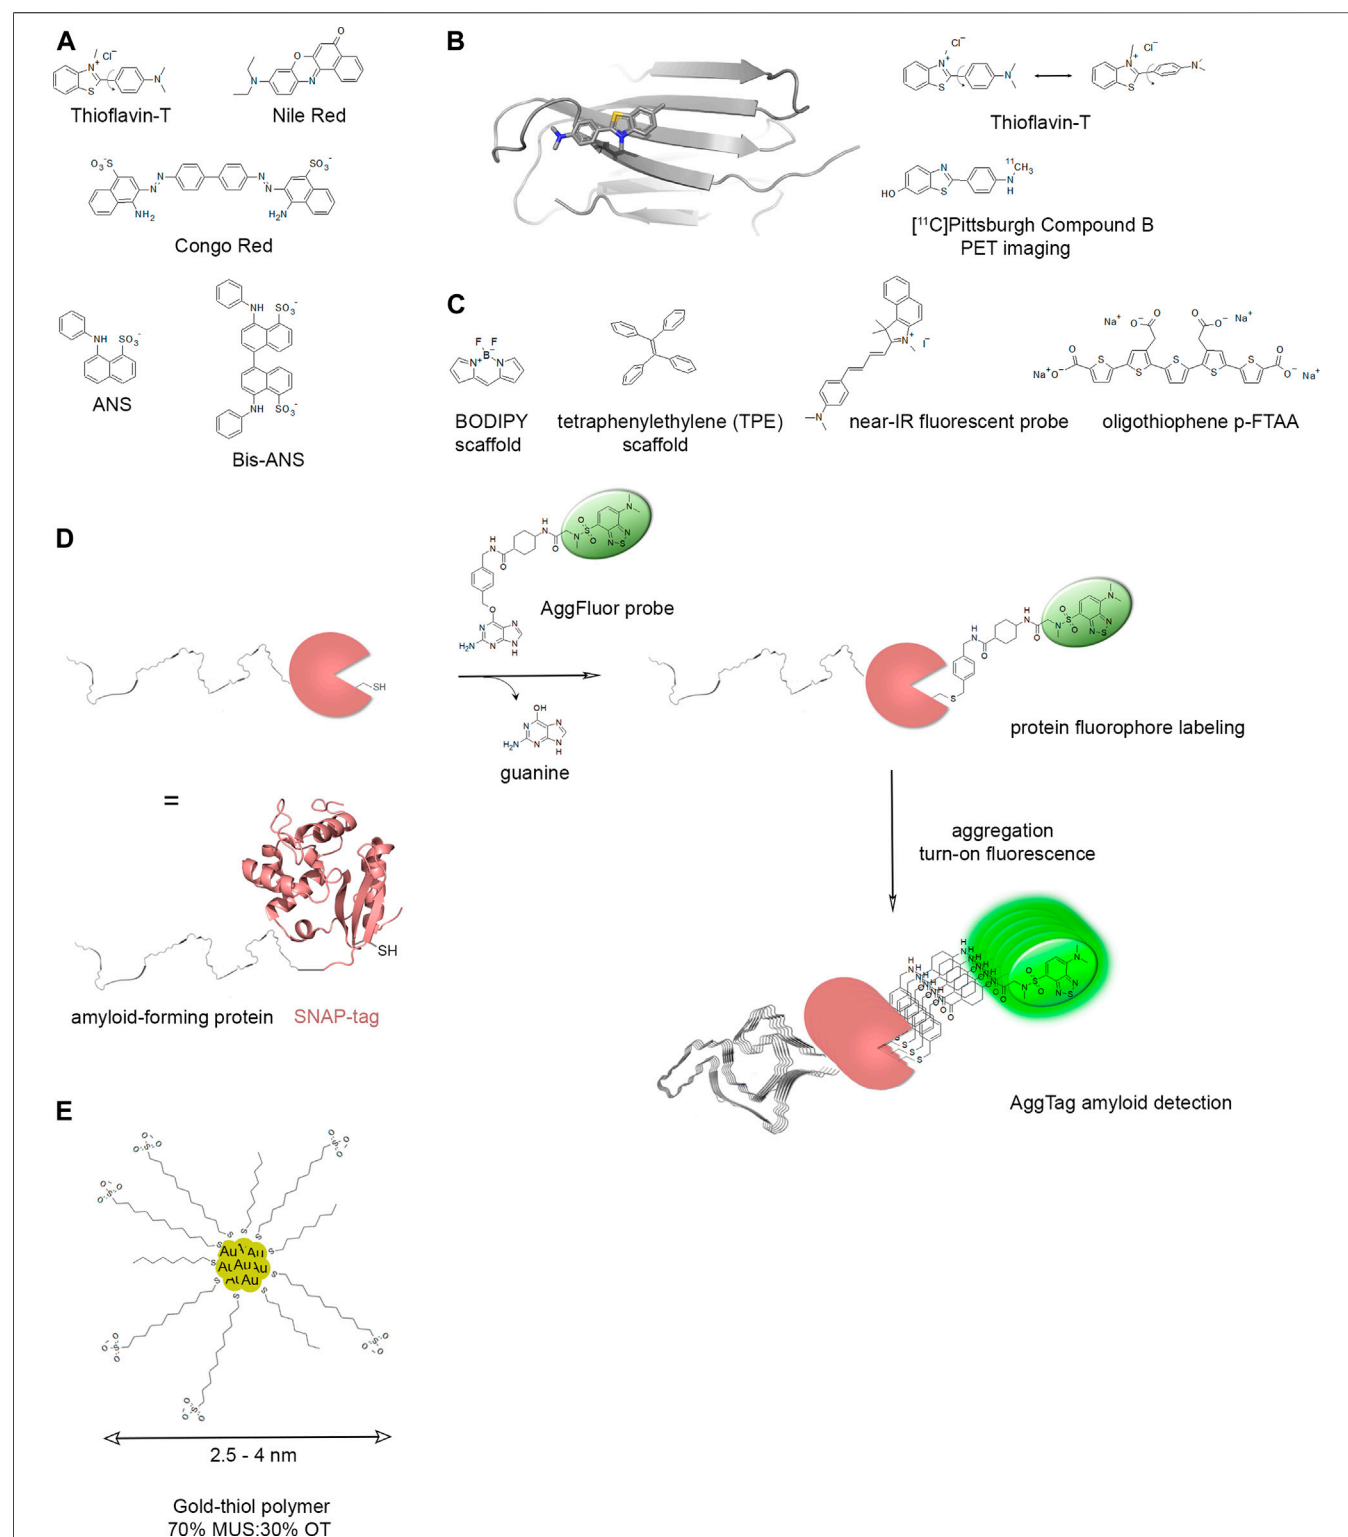 A
Thioflavin-T
Nile Red
Congo Red
ANS
Bis-ANS
B
Thioflavin-T
[¹¹C]Pittsburgh Compound B
PET imaging
C
BODIPY
scaffold
tetraphenylethylene (TPE)
scaffold
near-IR fluorescent probe
oligothiophene p-FTAA
D
AggFluor probe
guanine
protein fluorophore labeling
=
amyloid-forming protein
SNAP-tag
SH
aggregation
turn-on fluorescence
AggTag amyloid detection
E
2.5 - 4 nm
Gold-thiol polymer
70% MUS:30% OT